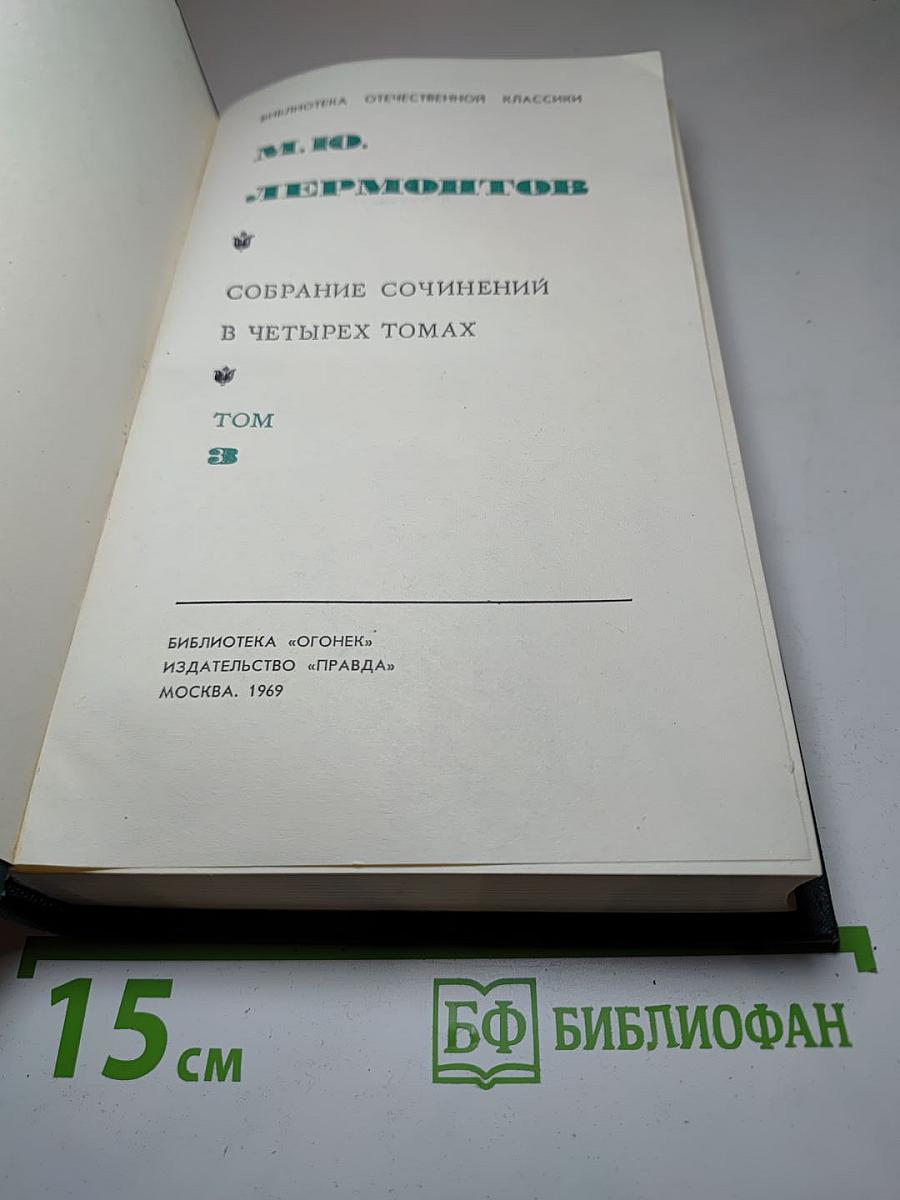 БИБЛИОТЕКА ОТЕЧЕСТВЕННОЙ КЛАССИКИ
М. Ю.
ЛЕРМОНТОВ
СОБРАНИЕ СОЧИНЕНИЙ
В ЧЕТЫРЕХ ТОМАХ
ТОМ
3
БИБЛИОТЕКА «ОГОНЕК»
ИЗДАТЕЛЬСТВО «ПРАВДА»
МОСКВА. 1969
15 см
БФ БИБЛИОФАН